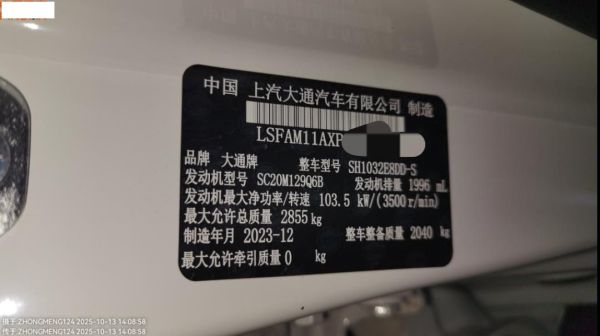 中国 上汽大通汽车有限公司 制造
LSFAM11AXP
品牌 大通牌 整车型号 SH1032E8DD-S
发动机型号 SC20M129Q6B 发动机排量 1996 mL
发动机最大净功率/转速 103.5 kW/(3500r/min)
最大允许总质量 2855 kg
制造年月 2023-12 整车整备质量 2040 kg
最大允许牵引质量 0 kg
摄于 ZHONGMENG124 2025-10-13 14:08:58
传于 ZHONGMENG124 2025-10-13 14:08:58